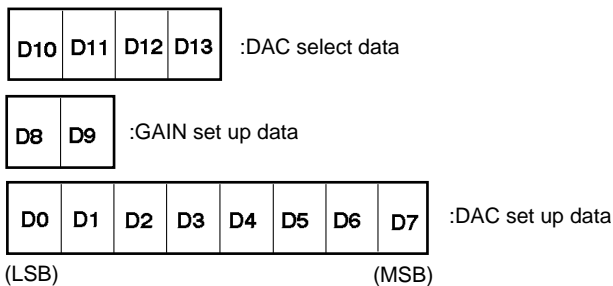 D10 D11 D12 D13 :DAC select data
D8 D9 :GAIN set up data
D0 D1 D2 D3 D4 D5 D6 D7 :DAC set up data
(LSB) (MSB)